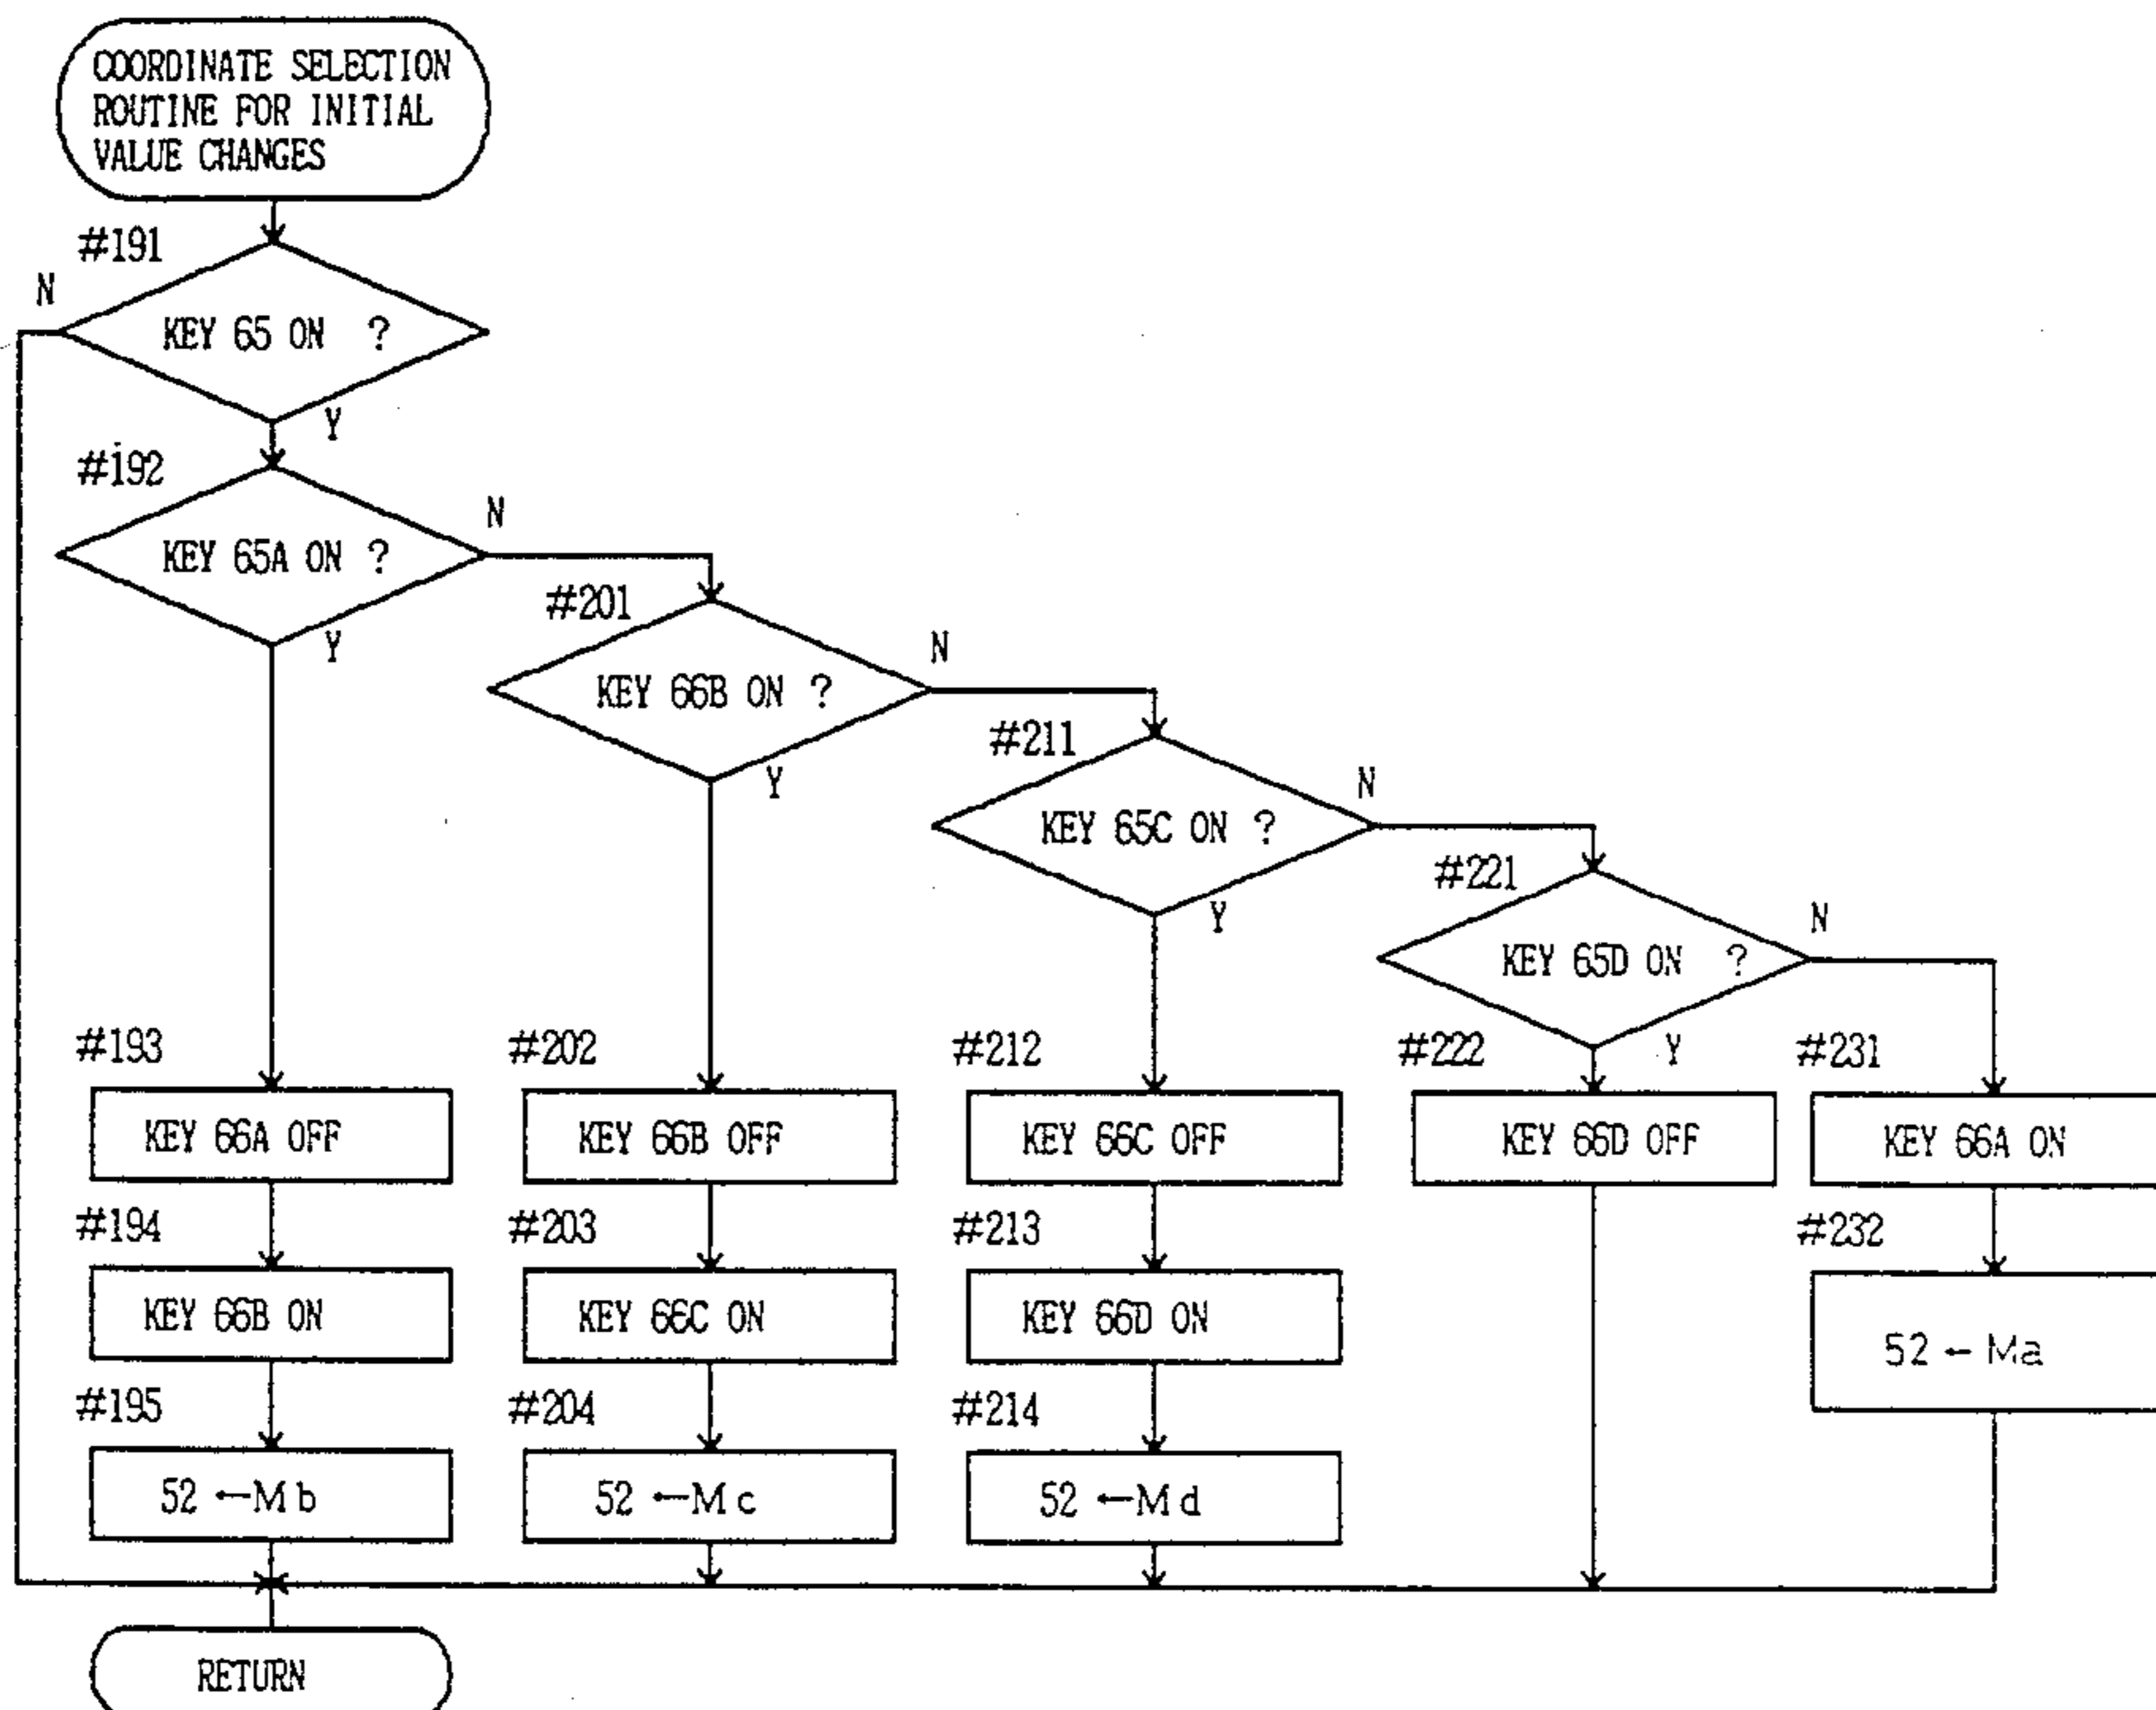 COORDINATE SELECTION
ROUTINE FOR INITIAL
VALUE CHANGES
#191
N
KEY 65 ON ?
Y
#192
N
KEY 65A ON ?
Y
#201
N
KEY 66B ON ?
Y
#211
N
KEY 65C ON ?
Y
#221
N
KEY 65D ON ?
Y
#193
#202
#212
#222
#231
KEY 66A OFF
KEY 66B OFF
KEY 66C OFF
KEY 66D OFF
KEY 66A ON
#194
#203
#213
#232
KEY 66B ON
KEY 66C ON
KEY 66D ON
52 ← Ma
#195
#204
#214
52 ←Mb
52 ←Mc
52 ←Md
RETURN